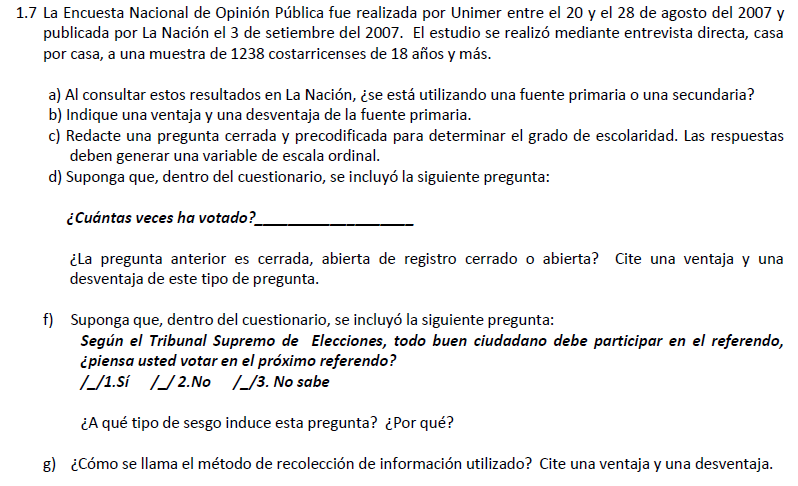 1.7 La Encuesta Nacional de Opinión Pública fue realizada por Unimer entre el 20 y el 28 de agosto del 2007 y
publicada por La Nación el 3 de setiembre del 2007. El estudio se realizó mediante entrevista directa, casa
por casa, a una muestra de 1238 costarricenses de 18 años y más.
a) Al consultar estos resultados en La Nación, ¿se está utilizando una fuente primaria o una secundaria?
b) Indique una ventaja y una desventaja de la fuente primaria.
c) Redacte una pregunta cerrada y precodificada para determinar el grado de escolaridad. Las respuestas
deben generar una variable de escala ordinal.
d) Suponga que, dentro del cuestionario, se incluyó la siguiente pregunta:
¿Cuántas veces ha votado?____________________
¿La pregunta anterior es cerrada, abierta de registro cerrado o abierta? Cite una ventaja y una
desventaja de este tipo de pregunta.
f) Suponga que, dentro del cuestionario, se incluyó la siguiente pregunta:
Según el Tribunal Supremo de Elecciones, todo buen ciudadano debe participar en el referendo,
¿piensa usted votar en el próximo referendo?
/_/1.Sí /_/ 2.No /_/3. No sabe
¿A qué tipo de sesgo induce esta pregunta? ¿Por qué?
g) ¿Cómo se llama el método de recolección de información utilizado? Cite una ventaja y una desventaja.